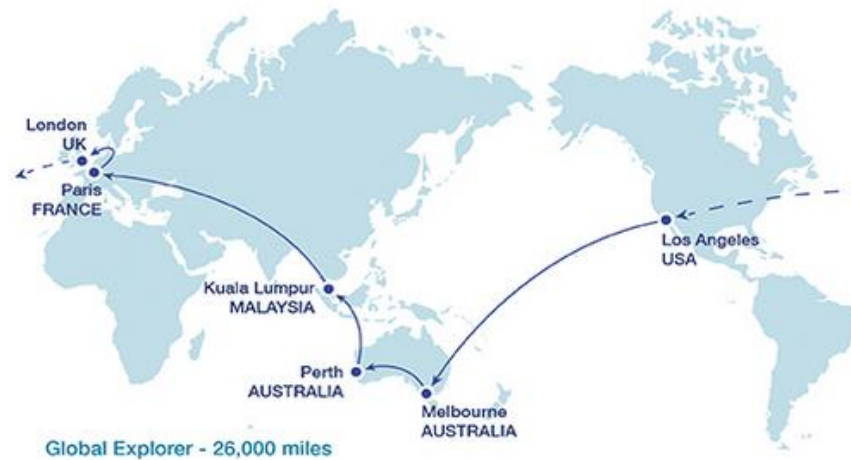 London
UK
Paris
FRANCE
Kuala Lumpur
MALAYSIA
Perth
AUSTRALIA
Melbourne
AUSTRALIA
Los Angeles
USA
Global Explorer - 26,000 miles